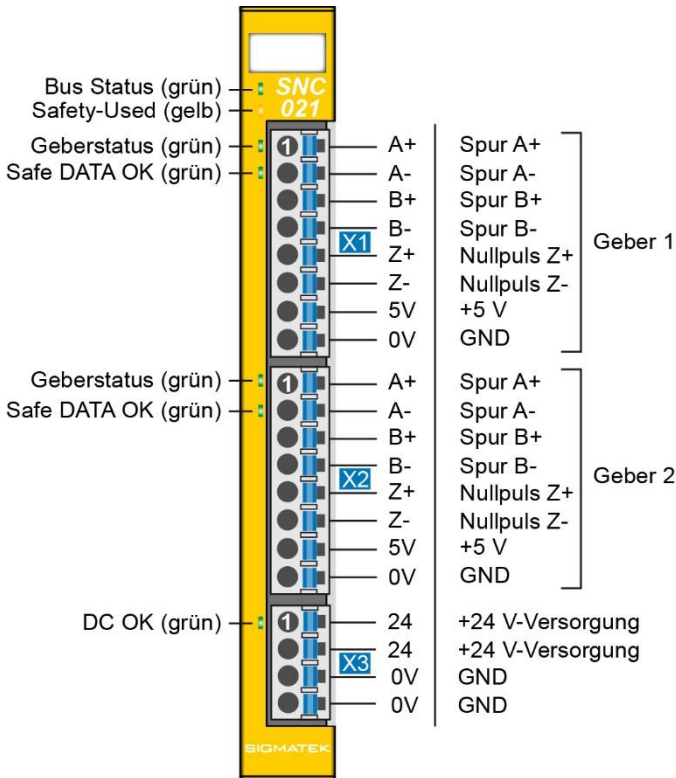 Bus Status (grün)
SNC
Safety-Used (gelb)
021
Geberstatus (grün)
1
A+
Spur A+
Safe DATA OK (grün)
A-
Spur A-
B+
Spur B+
B-
Spur B-
X1
Geber 1
Z+
Nullpuls Z+
Z-
Nullpuls Z-
5V
+5 V
0V
GND
Geberstatus (grün)
1
A+
Spur A+
Safe DATA OK (grün)
A-
Spur A-
B+
Spur B+
B-
Spur B-
X2
Geber 2
Z+
Nullpuls Z+
Z-
Nullpuls Z-
5V
+5 V
0V
GND
DC OK (grün)
1
24
+24 V-Versorgung
24
+24 V-Versorgung
X3
0V
GND
0V
GND
SIGMATEK